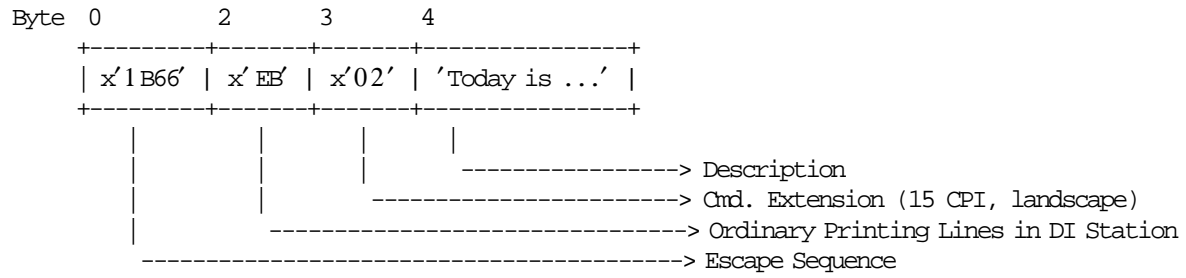 Byte 0 2 3 4
+---------+-------+-------+----------------+
| x′1B66′ | x′EB′ | x′02′ | ′Today is ...′ |
+---------+-------+-------+----------------+
| | | |
| | | -----------------> Description
| | ------------------------> Cmd. Extension (15 CPI, landscape)
| --------------------------------> Ordinary Printing Lines in DI Station
------------------------------------------> Escape Sequence